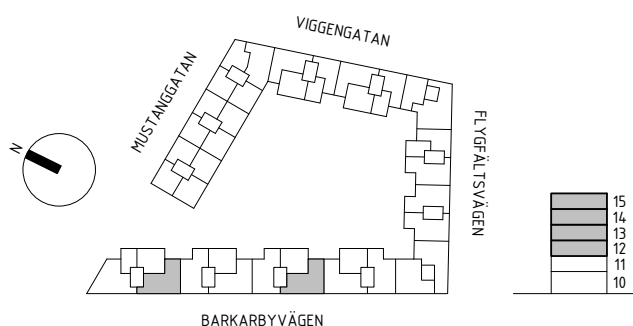 VIGGENGATAN
MUSTANGGATAN
FLYGFÄLTSVÄGEN
N
15
14
13
12
11
10
BARKARBYVÄGEN